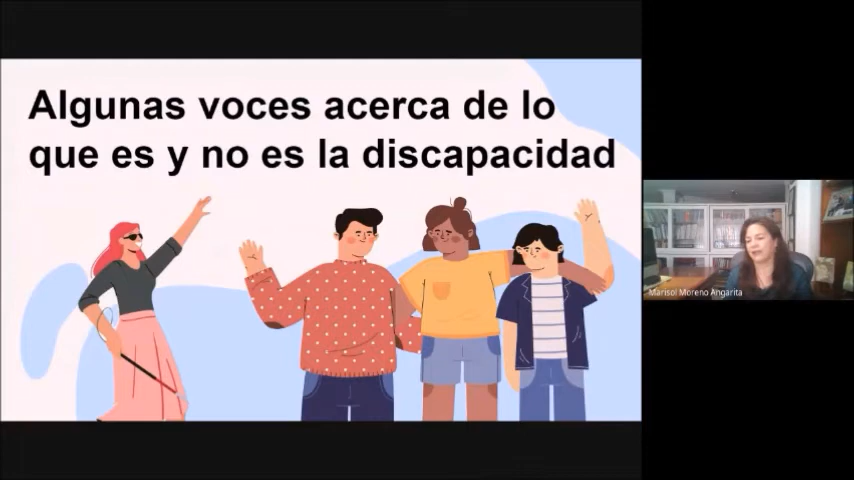 Algunas voces acerca de lo
que es y no es la discapacidad
Marisol Moreno Angarita